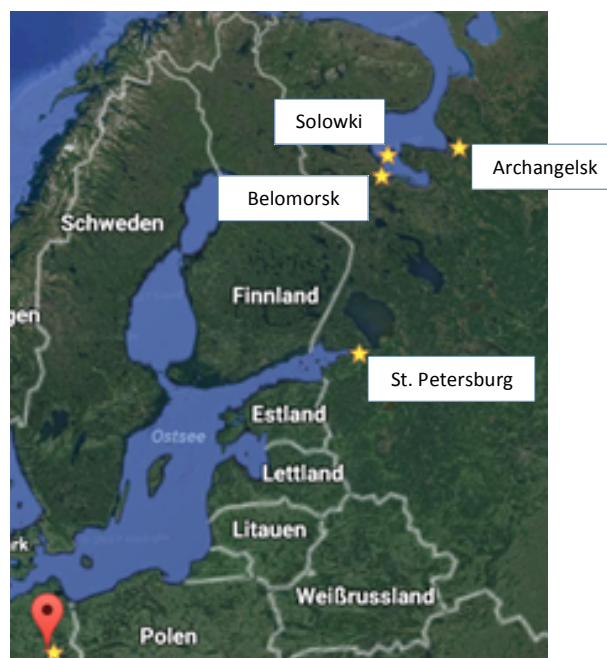 Solowki
Archangelsk
Belomorsk
Schweden
Finnland
gen
St. Petersburg
Estland
Ostsee
Lettland
Litauen
rk
Weißrussland
Polen